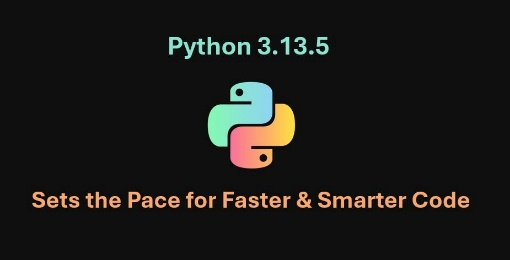 Python 3.13.5
Sets the Pace for Faster & Smarter Code